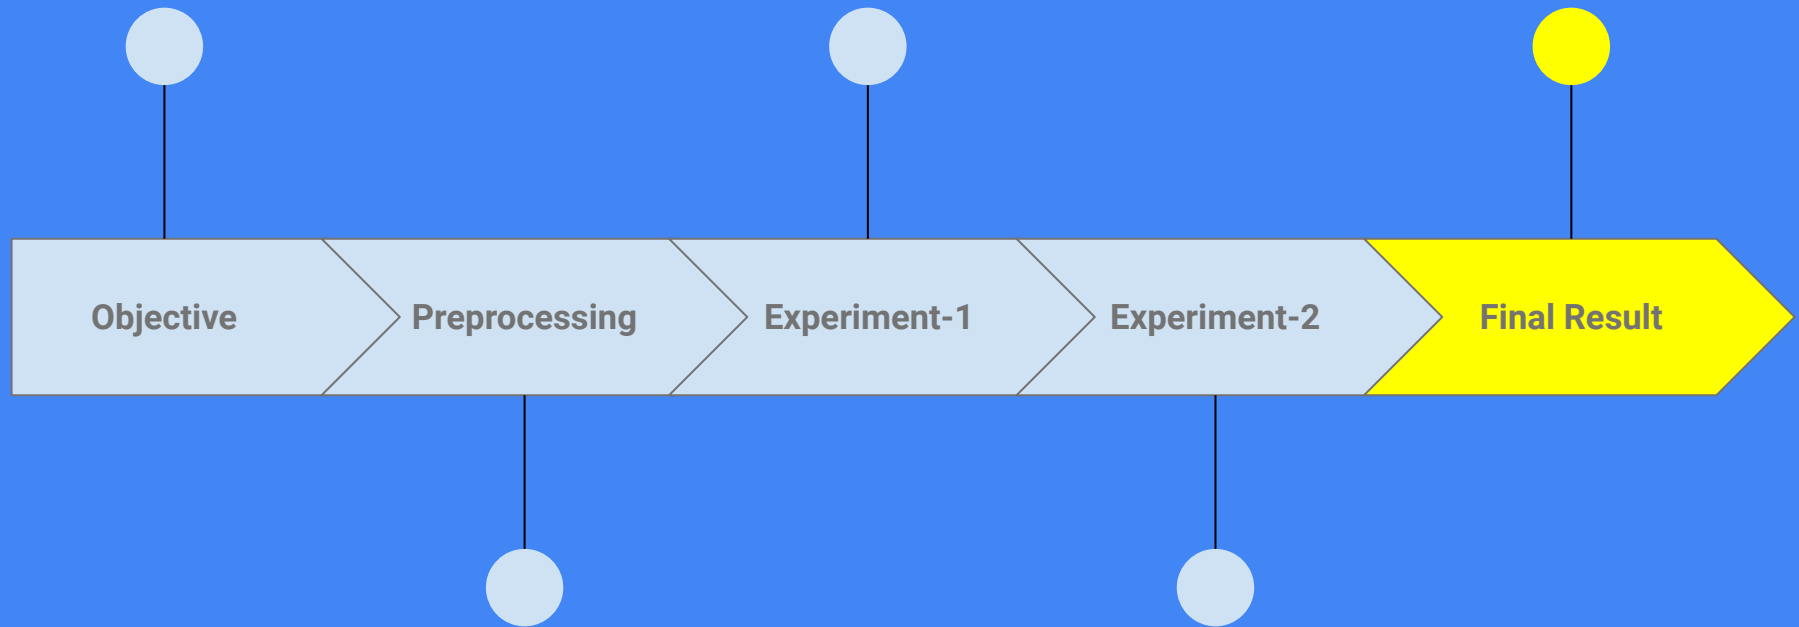 Objective
Preprocessing
Experiment-1
Experiment-2
Final Result